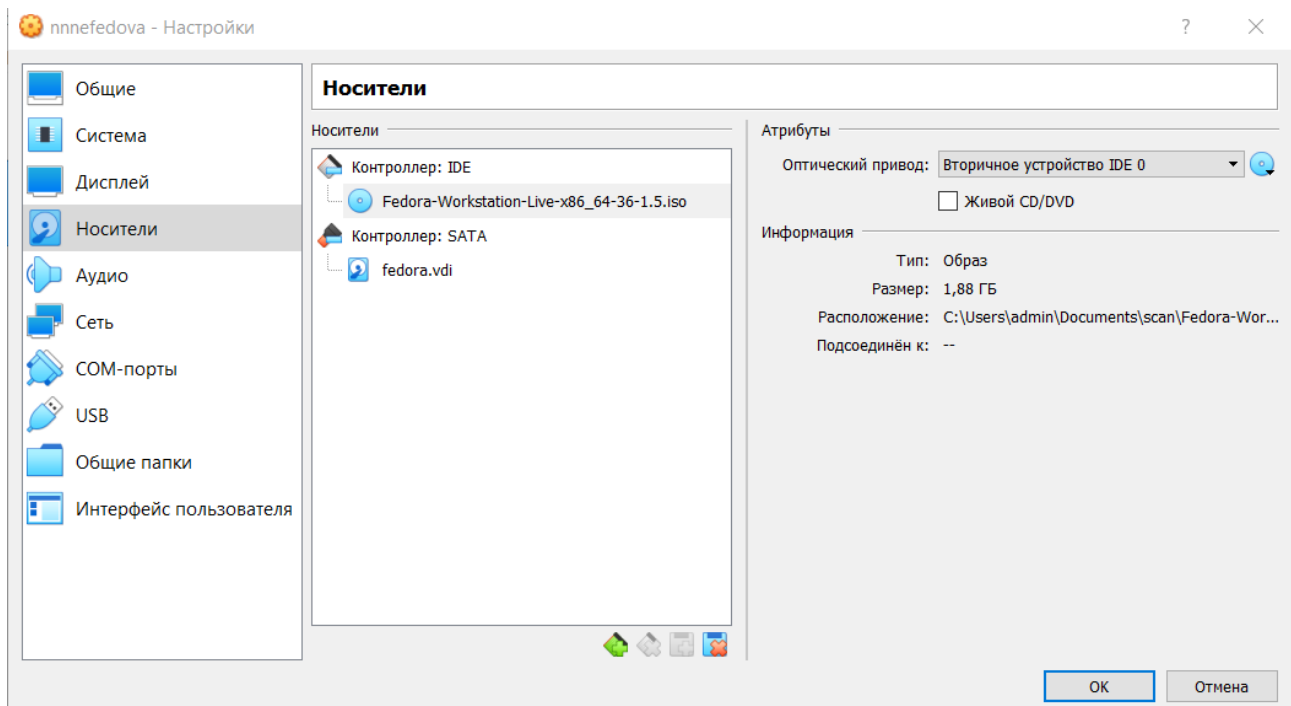 nnnefedova - Настройки
?
Общие
Система
Дисплей
Носители
Аудио
Сеть
COM-порты
USB
Общие папки
Интерфейс пользователя
Носители
Носители
Контроллер: IDE
Fedora-Workstation-Live-x86_64-36-1.5.iso
Контроллер: SATA
fedora.vdi
Атрибуты
Оптический привод: Вторичное устройство IDE 0
Живой CD/DVD
Информация
Тип: Образ
Размер: 1,88 ГБ
Расположение: C:\Users\admin\Documents\scan\Fedora-Wor...
Подсоединён к: --
OK Отмена